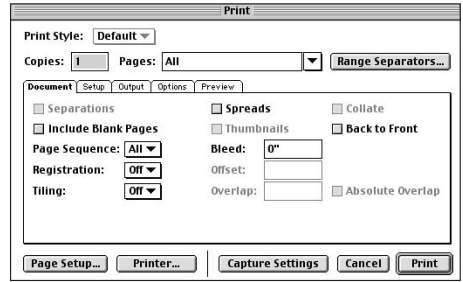 Print
Print Style: Default
Copies: 1 Pages: All Range Separators...
Document Setup Output Options Preview
Separations Spreads Collate
Include Blank Pages Thumbnails Back to Front
Page Sequence: All Bleed: 0"
Registration: Off Offset:
Tiling: Off Overlap: Absolute Overlap
Page Setup... Printer... Capture Settings Cancel Print